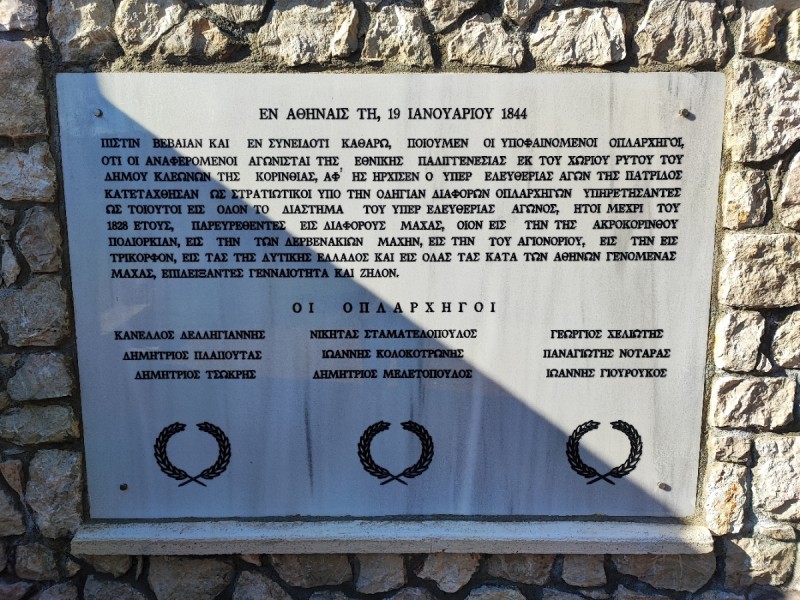 ΕΝ ΑΘΗΝΑΙΣ ΤΗ, 19 ΙΑΝΟΥΑΡΙΟΥ 1844
ΠΙΣΤΙΝ ΒΕΒΑΙΑΝ ΚΑΙ ΕΝ ΣΥΝΕΙΔΟΤΙ ΚΑΘΑΡΩ, ΠΟΙΟΥΜΕΝ ΟΙ ΥΠΟΦΑΙΝΟΜΕΝΟΙ ΟΠΛΑΡΧΗΓΟΙ,
ΟΤΙ ΟΙ ΑΝΑΦΕΡΟΜΕΝΟΙ ΑΓΩΝΙΣΤΑΙ ΤΗΣ ΕΘΝΙΚΗΣ ΠΑΛΙΓΓΕΝΕΣΙΑΣ ΕΚ ΤΟΥ ΧΩΡΙΟΥ ΡΥΤΟΥ ΤΟΥ
ΔΗΜΟΥ ΚΛΕΩΝΩΝ ΤΗΣ ΚΟΡΙΝΘΙΑΣ, ΑΦ' ΗΣ ΗΡΧΙΣΕΝ Ο ΥΠΕΡ ΕΛΕΥΘΕΡΙΑΣ ΑΓΩΝ ΤΗΣ ΠΑΤΡΙΔΟΣ
ΚΑΤΕΤΑΧΘΗΣΑΝ ΩΣ ΣΤΡΑΤΙΩΤΙΚΟΙ ΥΠΟ ΤΗΝ ΟΔΗΓΙΑΝ ΔΙΑΦΟΡΩΝ ΟΠΛΑΡΧΗΓΩΝ ΥΠΗΡΕΤΗΣΑΝΤΕΣ
ΩΣ ΤΟΙΟΥΤΟΙ ΕΙΣ ΟΛΟΝ ΤΟ ΔΙΑΣΤΗΜΑ ΤΟΥ ΥΠΕΡ ΕΛΕΥΘΕΡΙΑΣ ΑΓΩΝΟΣ, ΗΤΟΙ ΜΕΧΡΙ ΤΟΥ
1828 ΕΤΟΥΣ, ΠΑΡΕΥΡΕΘΕΝΤΕΣ ΕΙΣ ΔΙΑΦΟΡΟΥΣ ΜΑΧΑΣ, ΟΙΟΝ ΕΙΣ ΤΗΝ ΤΗΣ ΑΚΡΟΚΟΡΙΝΘΟΥ
ΠΟΛΙΟΡΚΙΑΝ, ΕΙΣ ΤΗΝ ΤΩΝ ΔΕΡΒΕΝΑΚΙΩΝ ΜΑΧΗΝ, ΕΙΣ ΤΗΝ ΤΟΥ ΑΓΙΟΝΟΡΙΟΥ, ΕΙΣ ΤΗΝ ΕΙΣ
ΤΡΙΚΟΡΦΟΝ, ΕΙΣ ΤΑΣ ΤΗΣ ΔΥΤΙΚΗΣ ΕΛΛΑΔΟΣ ΚΑΙ ΕΙΣ ΟΛΑΣ ΤΑΣ ΚΑΤΑ ΤΩΝ ΑΘΗΝΩΝ ΓΕΝΟΜΕΝΑΣ
ΜΑΧΑΣ, ΕΠΙΔΕΙΞΑΝΤΕΣ ΓΕΝΝΑΙΟΤΗΤΑ ΚΑΙ ΖΗΛΟΝ.
ΟΙ ΟΠΛΑΡΧΗΓΟΙ
ΚΑΝΕΛΛΟΣ ΔΕΛΛΗΓΙΑΝΝΗΣ ΝΙΚΗΤΑΣ ΣΤΑΜΑΤΕΛΟΠΟΥΛΟΣ ΓΕΩΡΓΙΟΣ ΧΕΛΙΩΤΗΣ
ΔΗΜΗΤΡΙΟΣ ΠΛΑΠΟΥΤΑΣ ΙΩΑΝΝΗΣ ΚΟΛΟΚΟΤΡΩΝΗΣ ΠΑΝΑΓΙΩΤΗΣ ΝΟΤΑΡΑΣ
ΔΗΜΗΤΡΙΟΣ ΤΣΩΚΡΗΣ ΔΗΜΗΤΡΙΟΣ ΜΕΛΕΤΟΠΟΥΛΟΣ ΙΩΑΝΝΗΣ ΓΙΟΥΡΟΥΚΟΣ